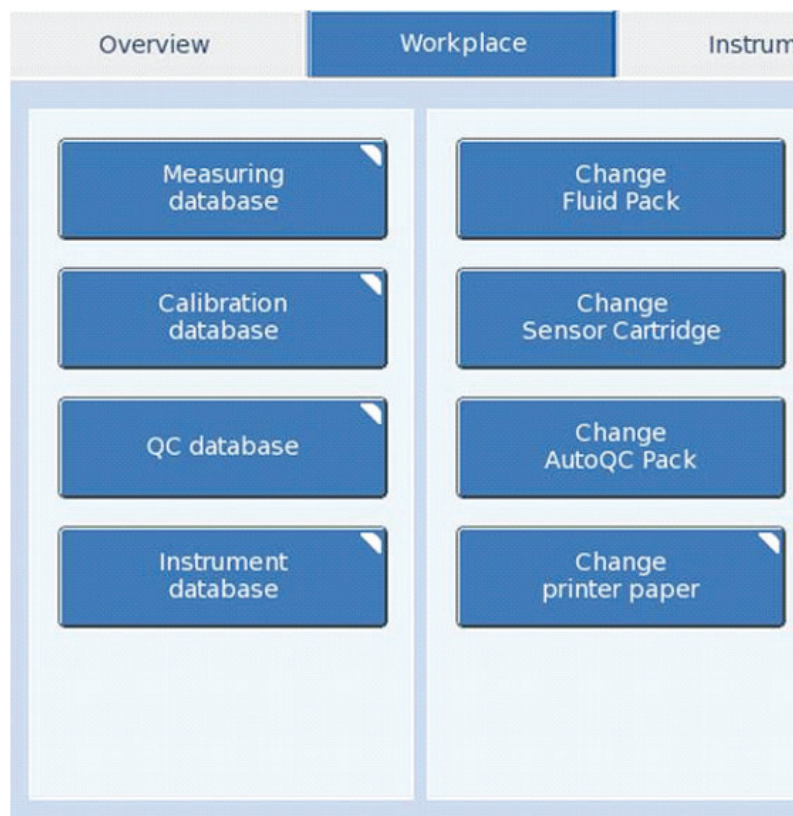 Overview
Workplace
Instrum
Measuring
database
Calibration
database
QC database
Instrument
database
Change
Fluid Pack
Change
Sensor Cartridge
Change
AutoQC Pack
Change
printer paper